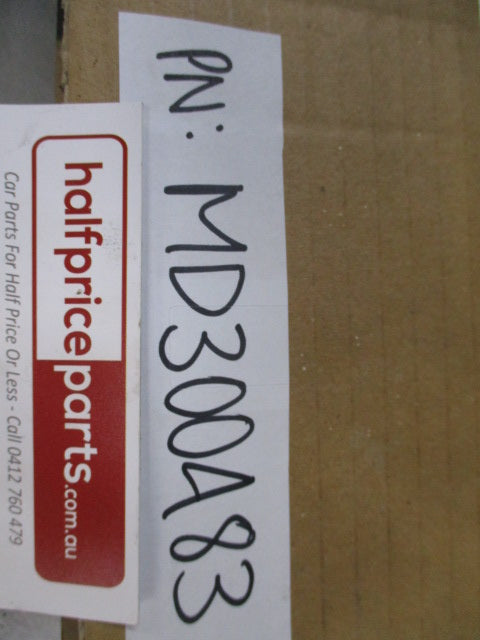 PN: MD300A83
halfpriceparts.com.au
Car Parts For Half Price Or Less - Call 0412 760 479